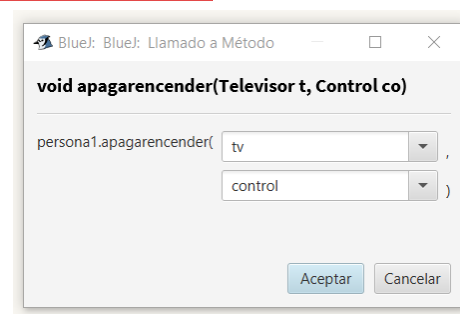 BlueJ: BlueJ: Llamado a Método
void apagarencender(Televisor t, Control co)
persona1.apagarencender( tv ,
control )
Aceptar Cancelar